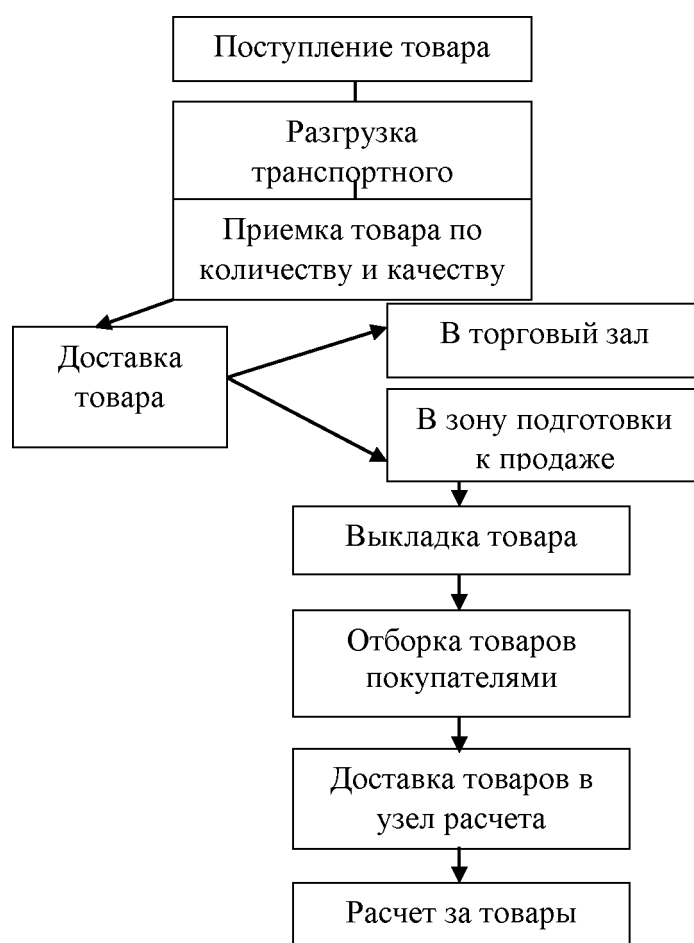 Поступление товара
Разгрузка
транспортного
Приемка товара по
количеству и качеству
Доставка
товара
В торговый зал
В зону подготовки
к продаже
Выкладка товара
Отборка товаров
покупателями
Доставка товаров в
узел расчета
Расчет за товары